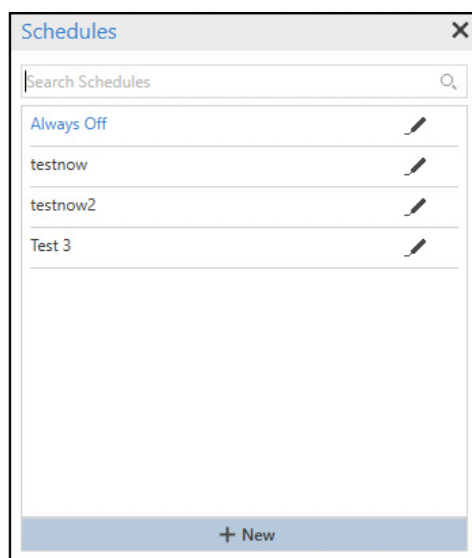 Schedules
Search Schedules
Always Off
testnow
testnow2
Test 3
New